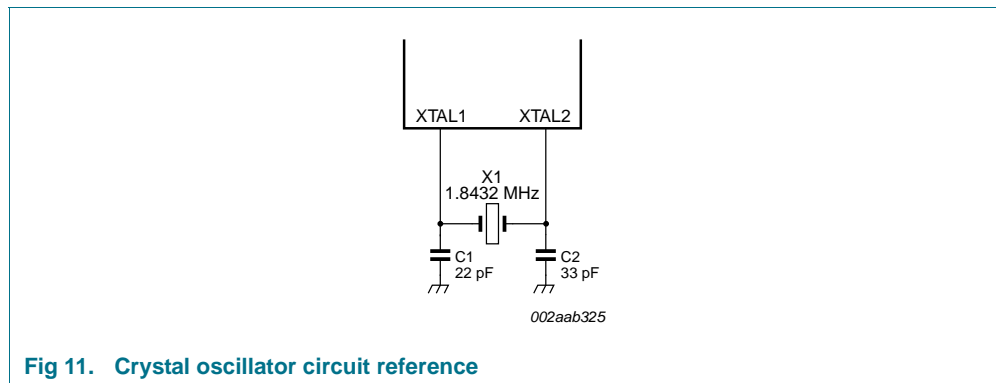 XTAL1 XTAL2
X1
1.8432 MHz
C1
22 pF
C2
33 pF
002aab325
Fig 11. Crystal oscillator circuit reference